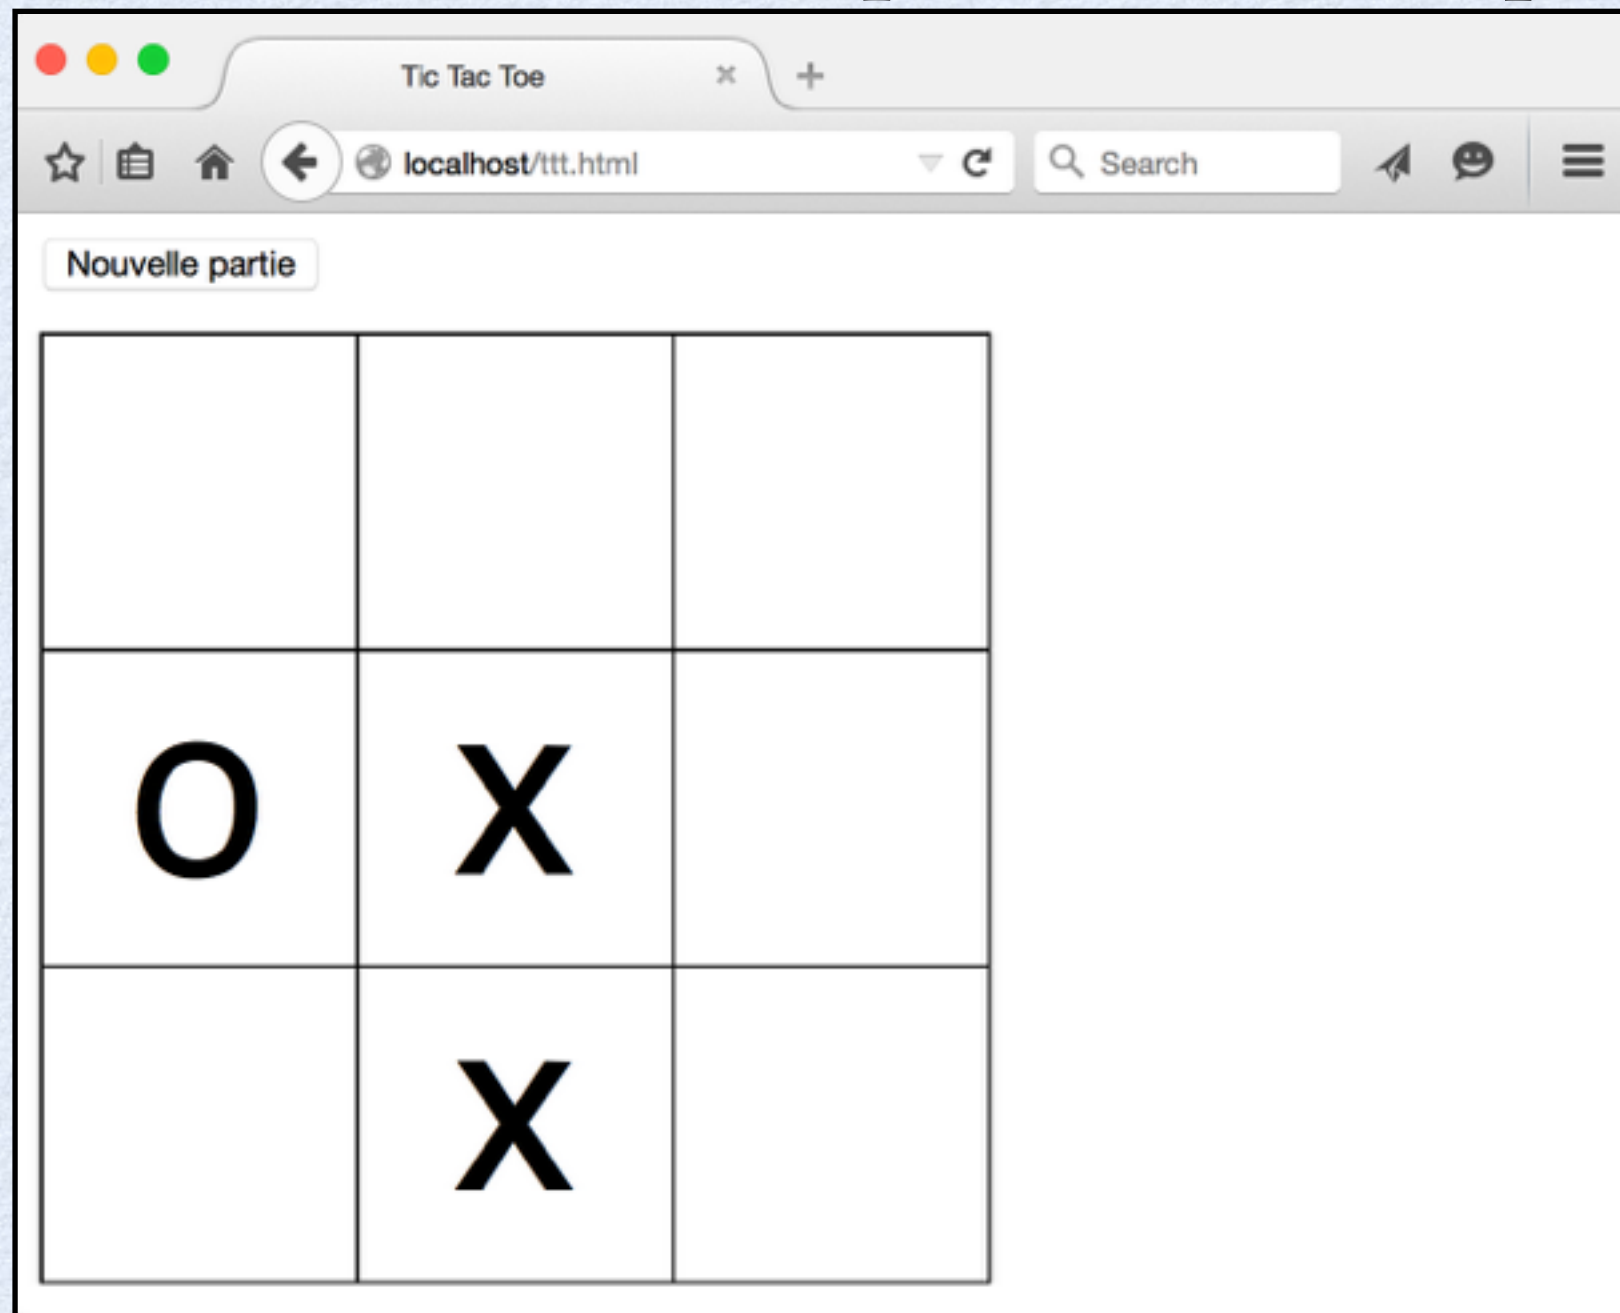 Tic Tac Toe
localhost/ttt.html
Search
Nouvelle partie
O X
X